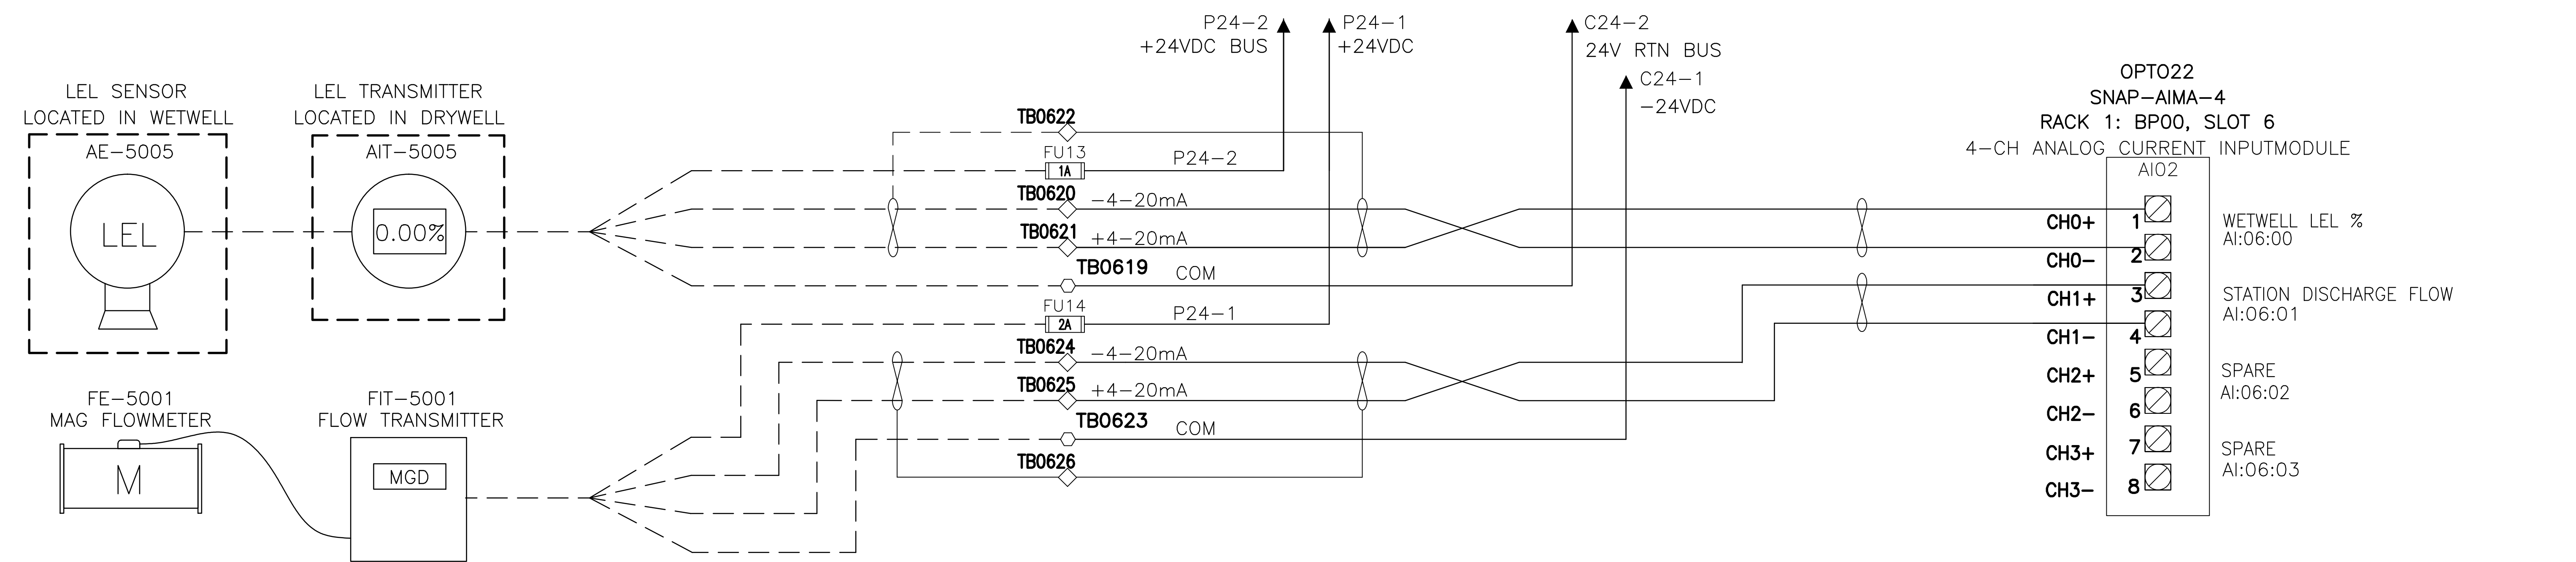 P24-2
+24VDC BUS
P24-1
+24VDC
C24-2
24V RTN BUS
C24-1
-24VDC
LEL SENSOR
LOCATED IN WETWELL
AE-5005
LEL
LEL TRANSMITTER
LOCATED IN DRYWELL
AIT-5005
0.00%
TB0622
FU13
1A
P24-2
TB0620
-4-20mA
TB0621
+4-20mA
TB0619
COM
FU14
2A
P24-1
TB0624
-4-20mA
TB0625
+4-20mA
TB0623
COM
TB0626
FE-5001
MAG FLOWMETER
M
FIT-5001
FLOW TRANSMITTER
MGD
OPTO22
SNAP-AIMA-4
RACK 1: BP00, SLOT 6
4-CH ANALOG CURRENT INPUTMODULE
AI02
CH0+ 1
WETWELL LEL %
AI:06:00
CH0- 2
CH1+ 3
STATION DISCHARGE FLOW
AI:06:01
CH1- 4
CH2+ 5
SPARE
AI:06:02
CH2- 6
CH3+ 7
SPARE
AI:06:03
CH3- 8